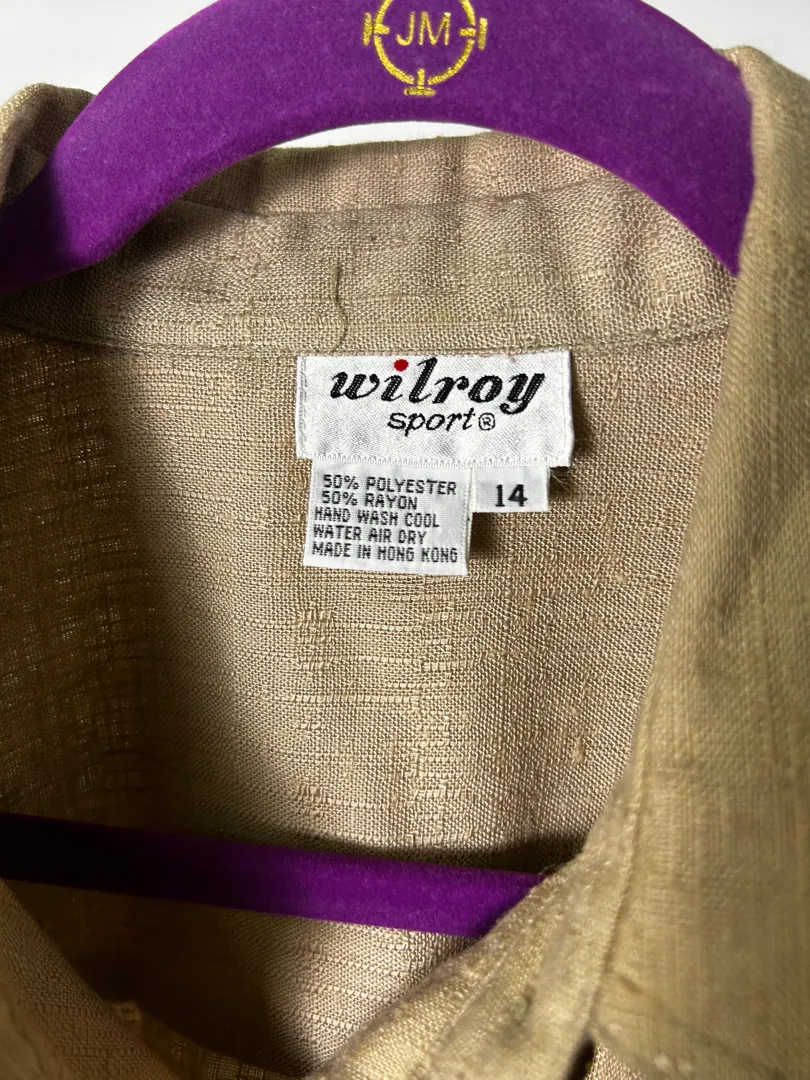 JM
wilroy
sport®
50% POLYESTER
50% RAYON
HAND WASH COOL
WATER AIR DRY
MADE IN HONG KONG
14